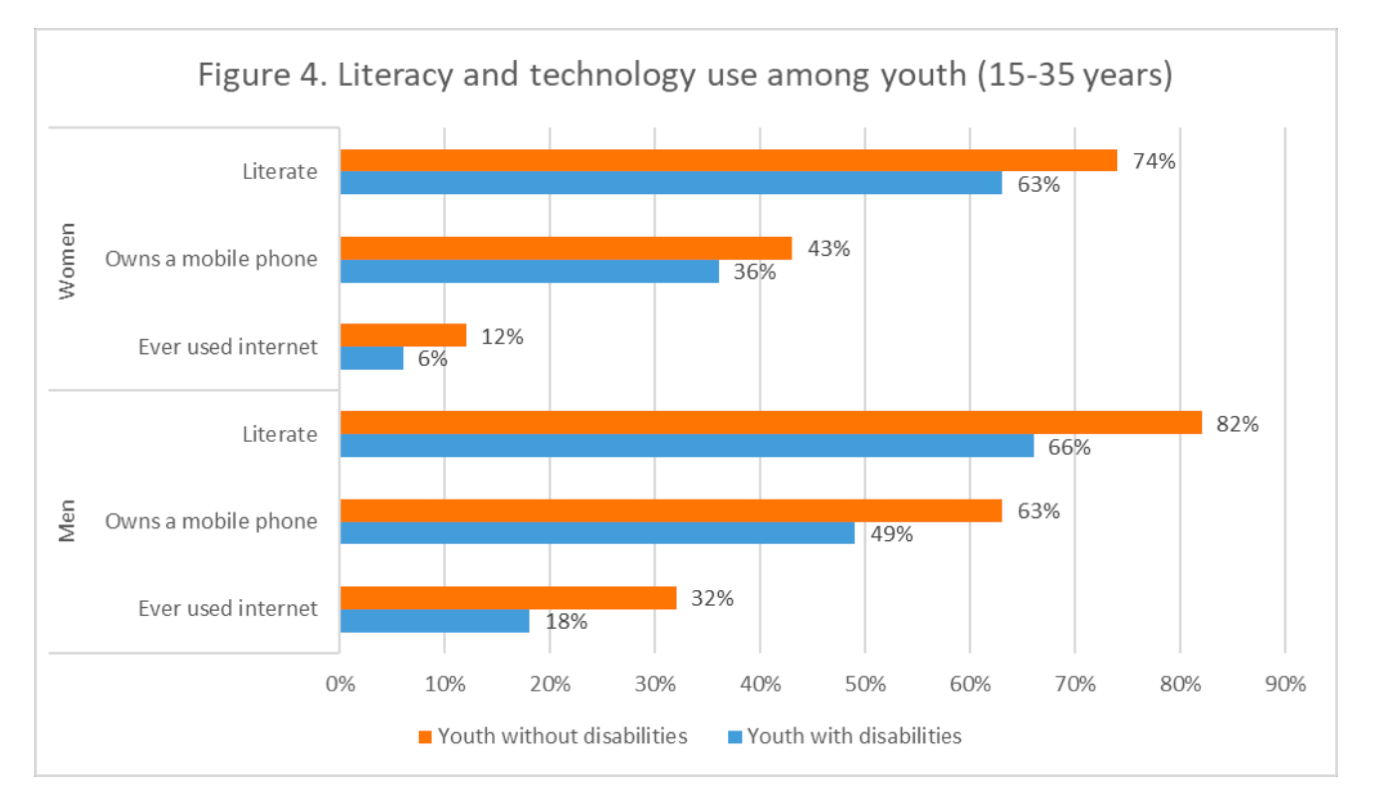 Figure 4. Literacy and technology use among youth (15-35 years)
Women
Literate
74%
63%
Owns a mobile phone
43%
36%
Ever used internet
12%
6%
Men
Literate
82%
66%
Owns a mobile phone
63%
49%
Ever used internet
32%
18%
0% 10% 20% 30% 40% 50% 60% 70% 80% 90%
Youth without disabilities Youth with disabilities